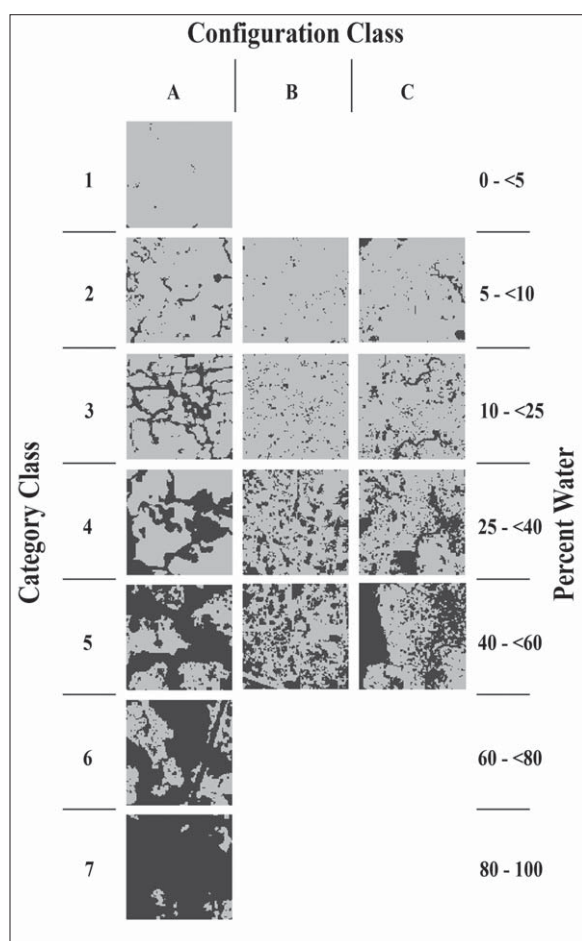 Configuration Class
A B C
1 0 - <5
2 5 - <10
3 10 - <25
4 25 - <40
5 40 - <60
6 60 - <80
7 80 - 100
Category Class
Percent Water